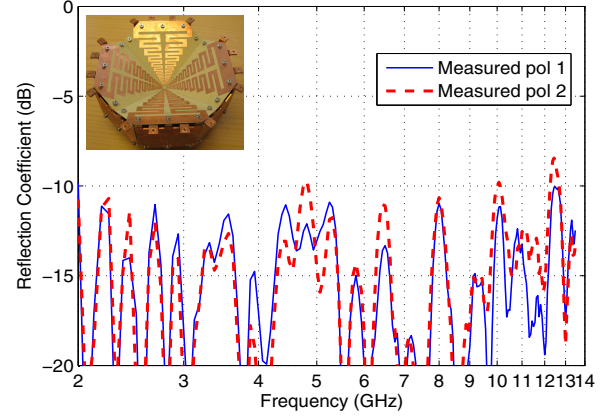 0
−5
−10
−15
−20
Reflection Coefficient (dB)
Measured pol 1
Measured pol 2
2 3 4 5 6 7 8 9 10 11 12 13 14
Frequency (GHz)